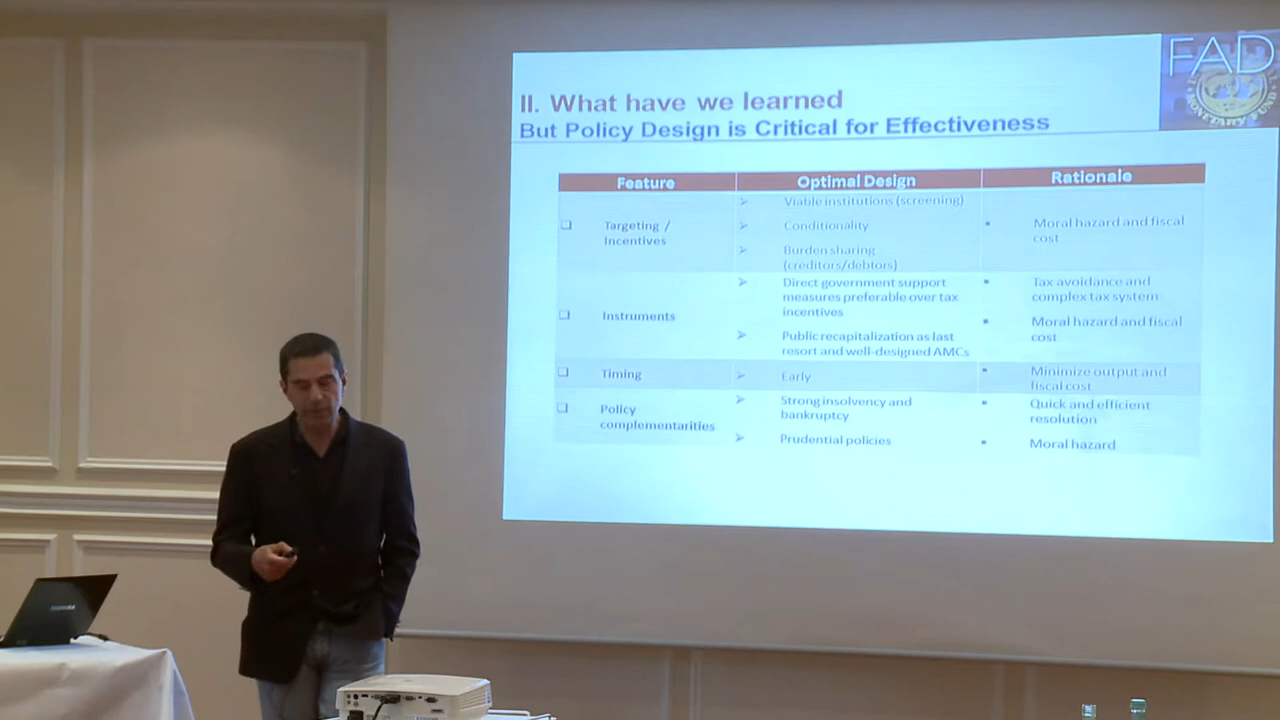 FAD
MONETARY FUND
II. What have we learned
But Policy Design is Critical for Effectiveness
Feature
Optimal Design
Rationale
Targeting /
Incentives
Viable institutions (screening)
Conditionality
Burden sharing
(creditors/debtors)
Moral hazard and fiscal
cost
Instruments
Direct government support
measures preferable over tax
incentives
Public recapitalization as last
resort and well-designed AMCs
Tax avoidance and
complex tax system
Moral hazard and fiscal
cost
Timing
Early
Minimize output and
fiscal cost
Policy
complementarities
Strong insolvency and
bankruptcy
Prudential policies
Quick and efficient
resolution
Moral hazard
TOSHIBA